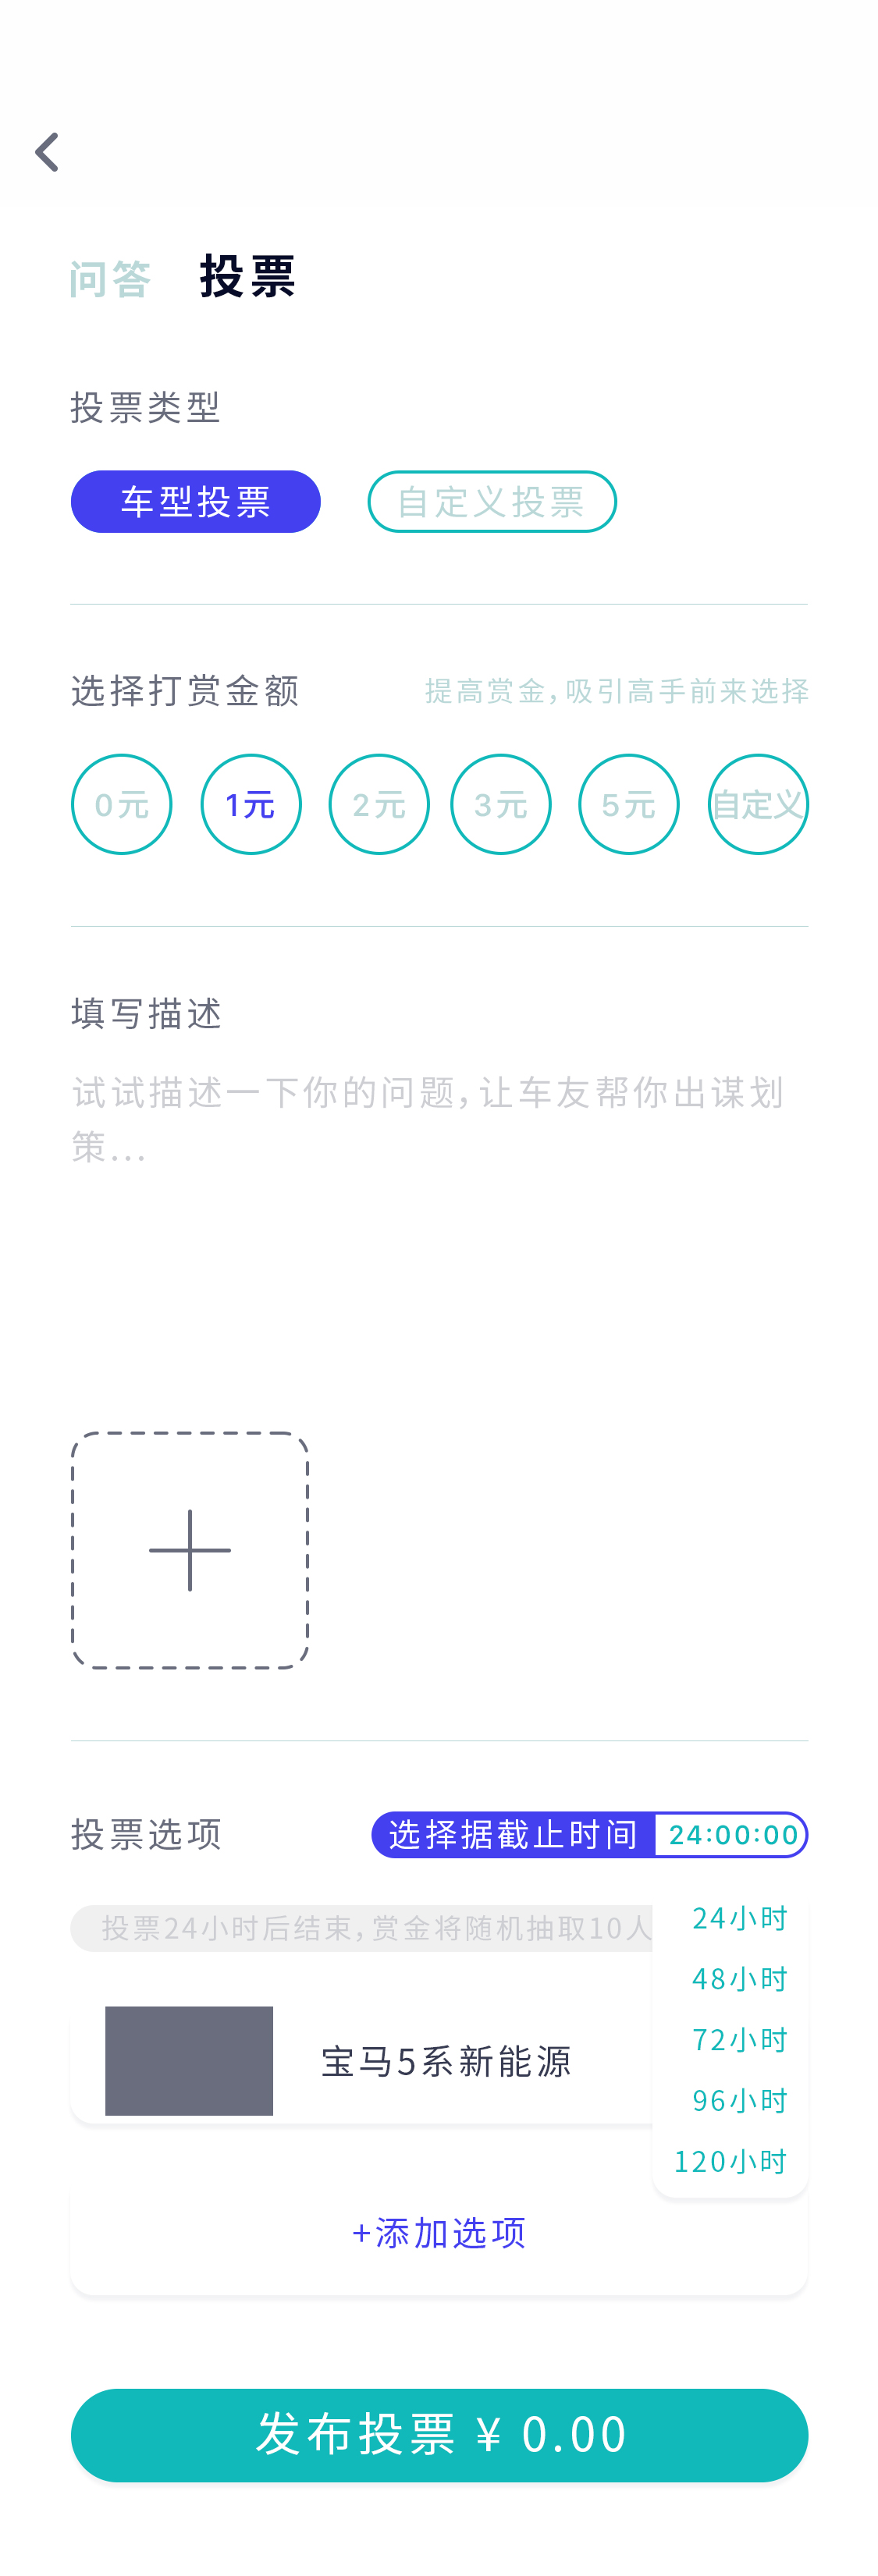 问答 投票
投票类型
车型投票 自定义投票
选择打赏金额 提高赏金，吸引高手前来选择
0元 1元 2元 3元 5元 自定义
填写描述
试试描述一下你的问题，让车友帮你出谋划
策...
投票选项 选择据截止时间 24:00:00
投票24小时后结束，赏金将随机抽取10人
24小时
48小时
72小时
96小时
120小时
宝马5系新能源
+添加选项
发布投票 ¥ 0.00